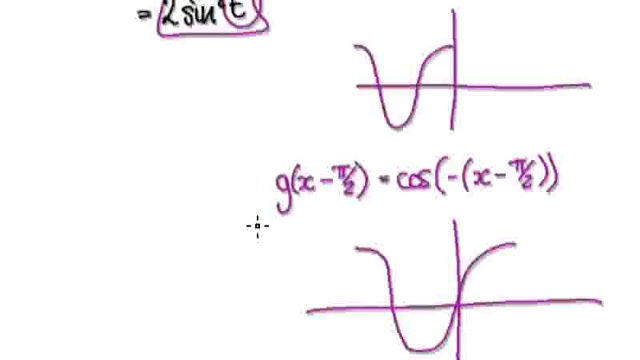 = 2 sin t
g(x - π/2) = cos(-(x - π/2))